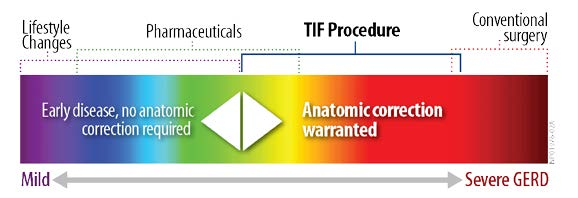 Lifestyle
Changes
Pharmaceuticals
TIF Procedure
Conventional
surgery
Early disease, no anatomic
correction required
Anatomic correction
warranted
Mild
Severe GERD